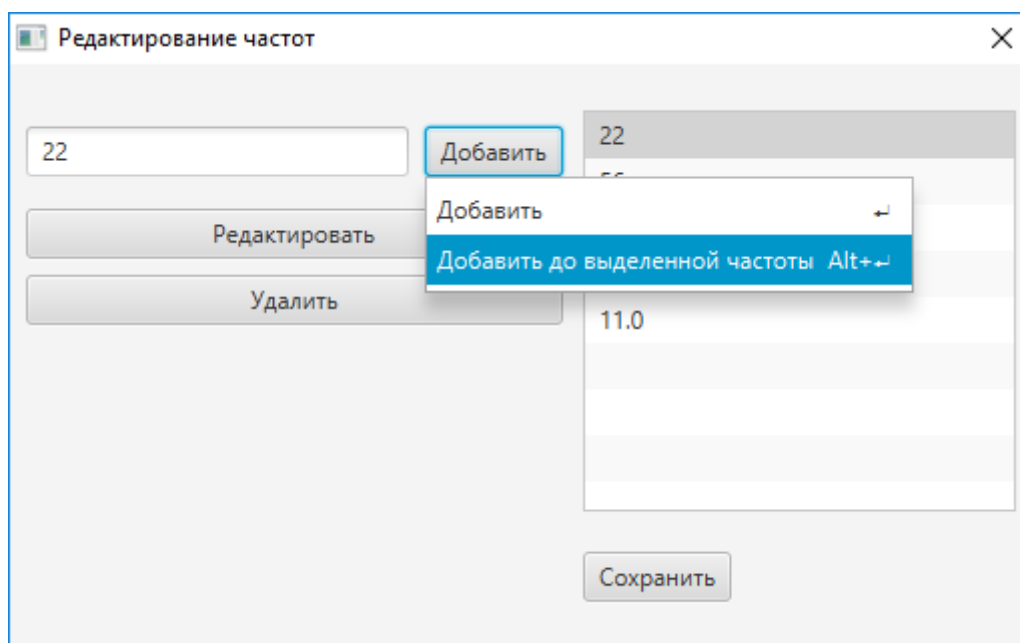 Редактирование частот
22
Добавить
22
Добавить ↵
Добавить до выделенной частоты Alt+↵
Редактировать
Удалить
11.0
Сохранить